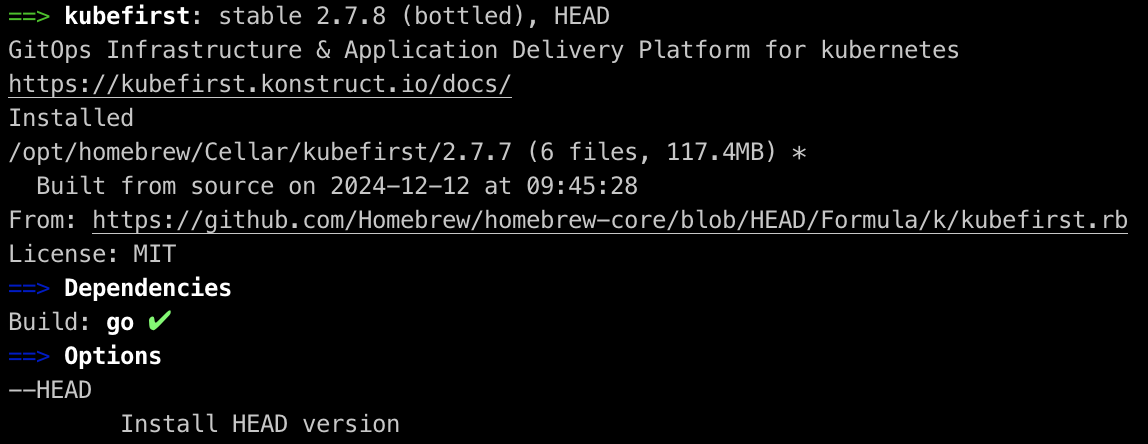 ==> kubefirst: stable 2.7.8 (bottled), HEAD
GitOps Infrastructure & Application Delivery Platform for kubernetes
https://kubefirst.konstruct.io/docs/
Installed
/opt/homebrew/Cellar/kubefirst/2.7.7 (6 files, 117.4MB) *
  Built from source on 2024-12-12 at 09:45:28
From: https://github.com/Homebrew/homebrew-core/blob/HEAD/Formula/k/kubefirst.rb
License: MIT
==> Dependencies
Build: go ✔
==> Options
--HEAD
        Install HEAD version